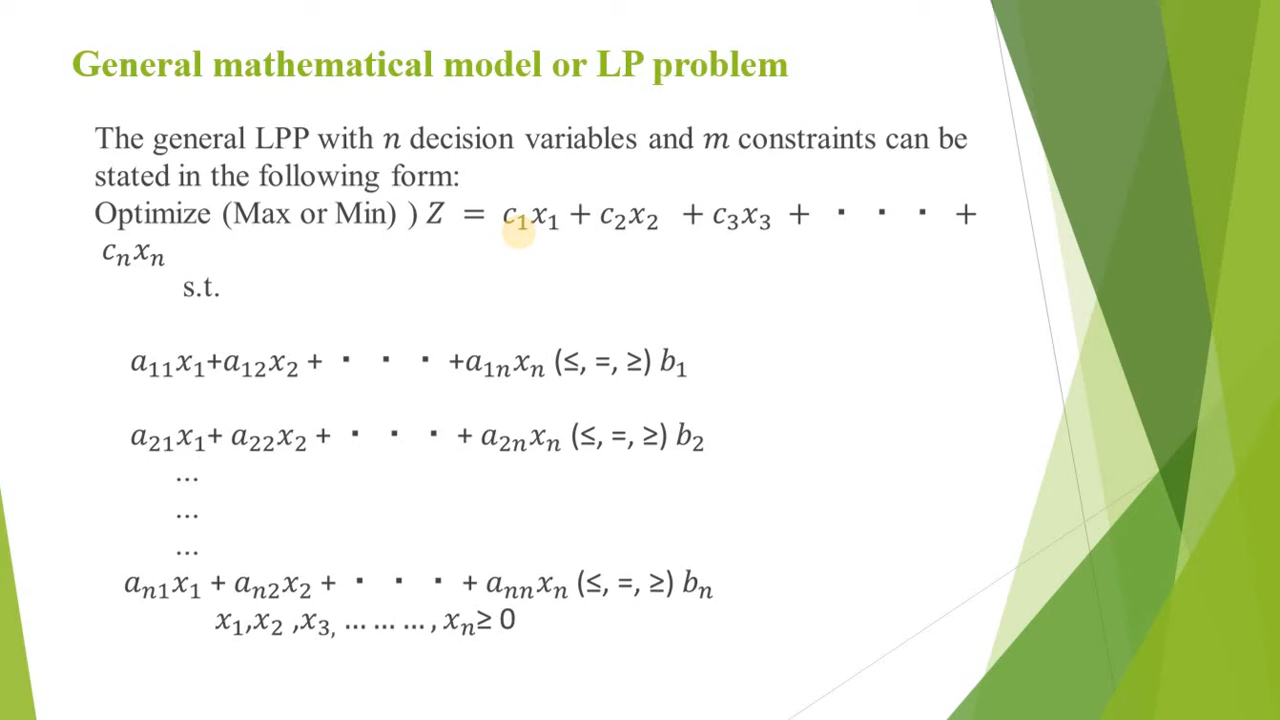 General mathematical model or LP problem
The general LPP with n decision variables and m constraints can be
stated in the following form:
Optimize (Max or Min) ) Z = c₁x₁ + c₂x₂ + c₃x₃ + ⋅ ⋅ ⋅ +
cₙxₙ
s.t.
a₁₁x₁+a₁₂x₂ + ⋅ ⋅ ⋅ +a₁ₙxₙ (≤, =, ≥) b₁
a₂₁x₁+ a₂₂x₂ + ⋅ ⋅ ⋅ + a₂ₙxₙ (≤, =, ≥) b₂
...
...
...
aₙ₁x₁ + aₙ₂x₂ + ⋅ ⋅ ⋅ + aₙₙxₙ (≤, =, ≥) bₙ
x₁,x₂ ,x₃, ... ... ... , xₙ≥ 0